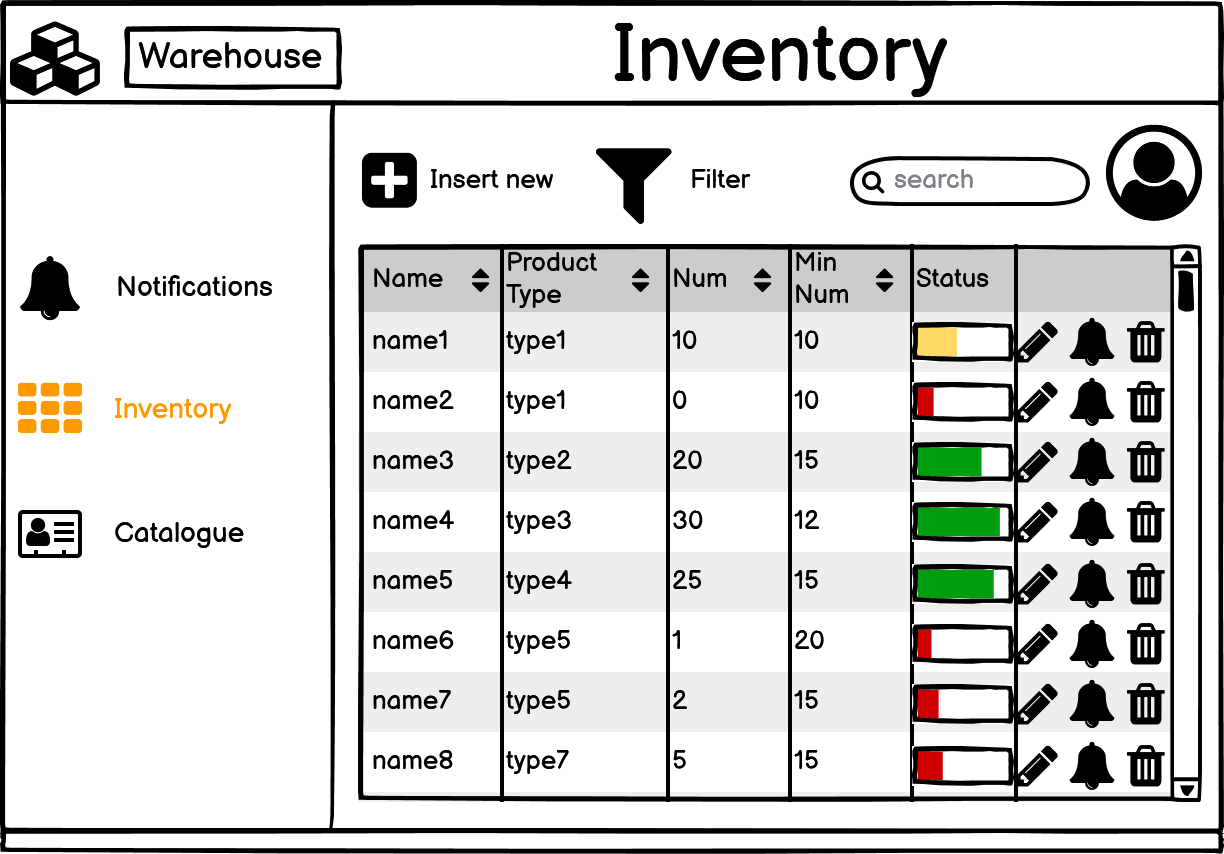 Warehouse
Inventory
Insert new
Filter
search
Notifications
Inventory
Catalogue
Name Product Type Num Min Num Status
name1 type1 10 10
name2 type1 0 10
name3 type2 20 15
name4 type3 30 12
name5 type4 25 15
name6 type5 1 20
name7 type5 2 15
name8 type7 5 15